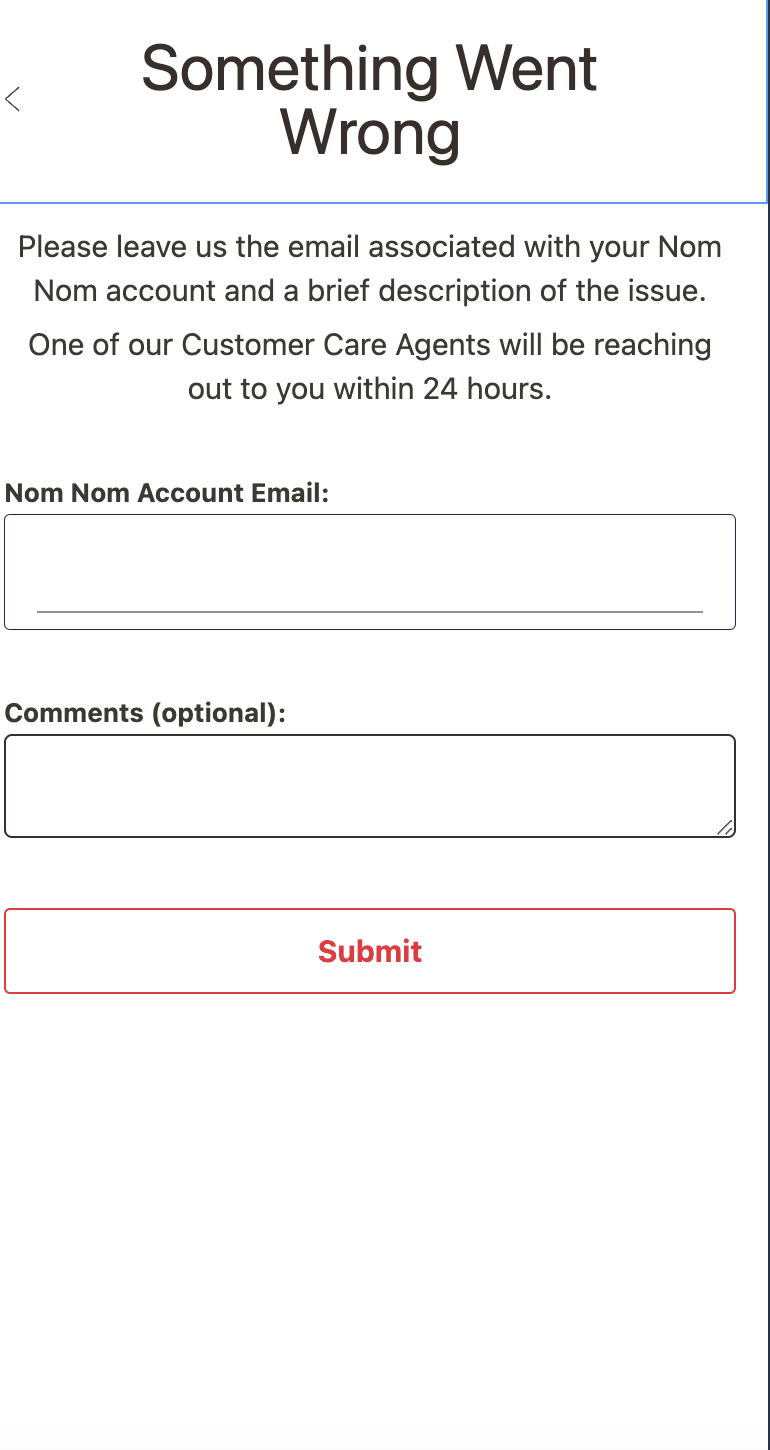 Something Went
Wrong
Please leave us the email associated with your Nom
Nom account and a brief description of the issue.
One of our Customer Care Agents will be reaching
out to you within 24 hours.
Nom Nom Account Email:
Comments (optional):
Submit